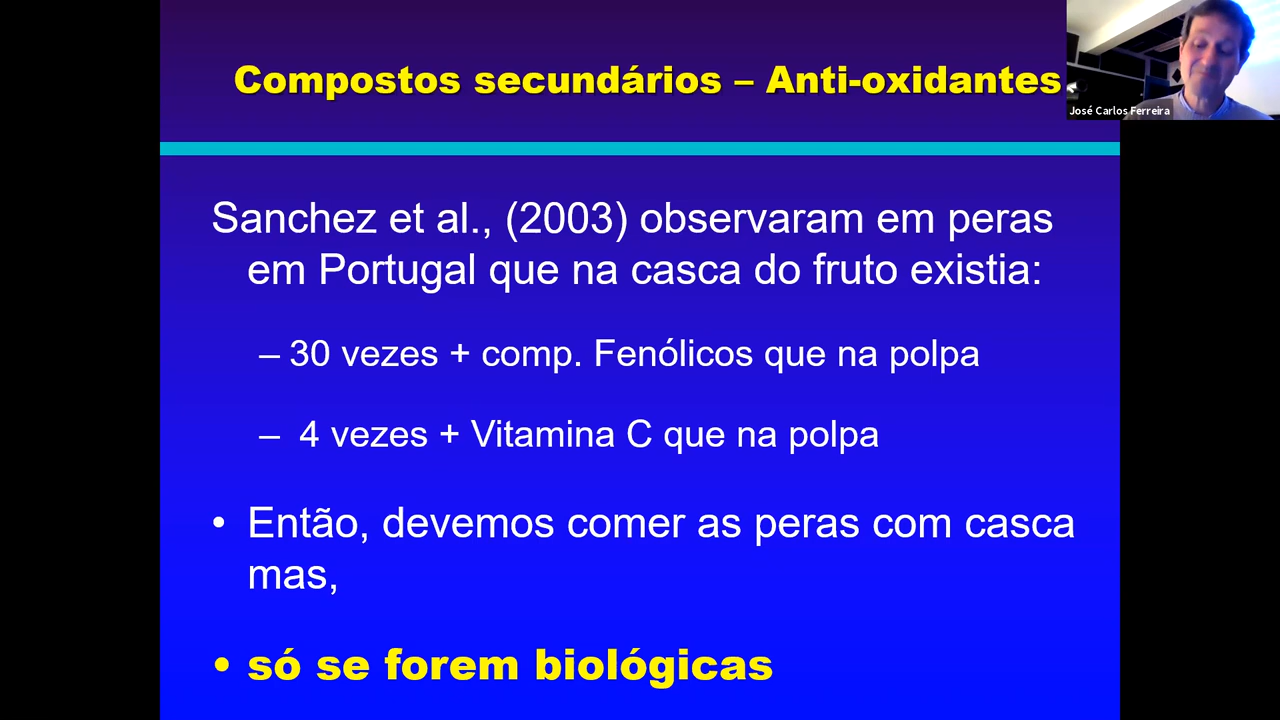 Compostos secundários – Anti-oxidantes
José Carlos Ferreira
Sanchez et al., (2003) observaram em peras
em Portugal que na casca do fruto existia:
– 30 vezes + comp. Fenólicos que na polpa
– 4 vezes + Vitamina C que na polpa
• Então, devemos comer as peras com casca
mas,
• só se forem biológicas